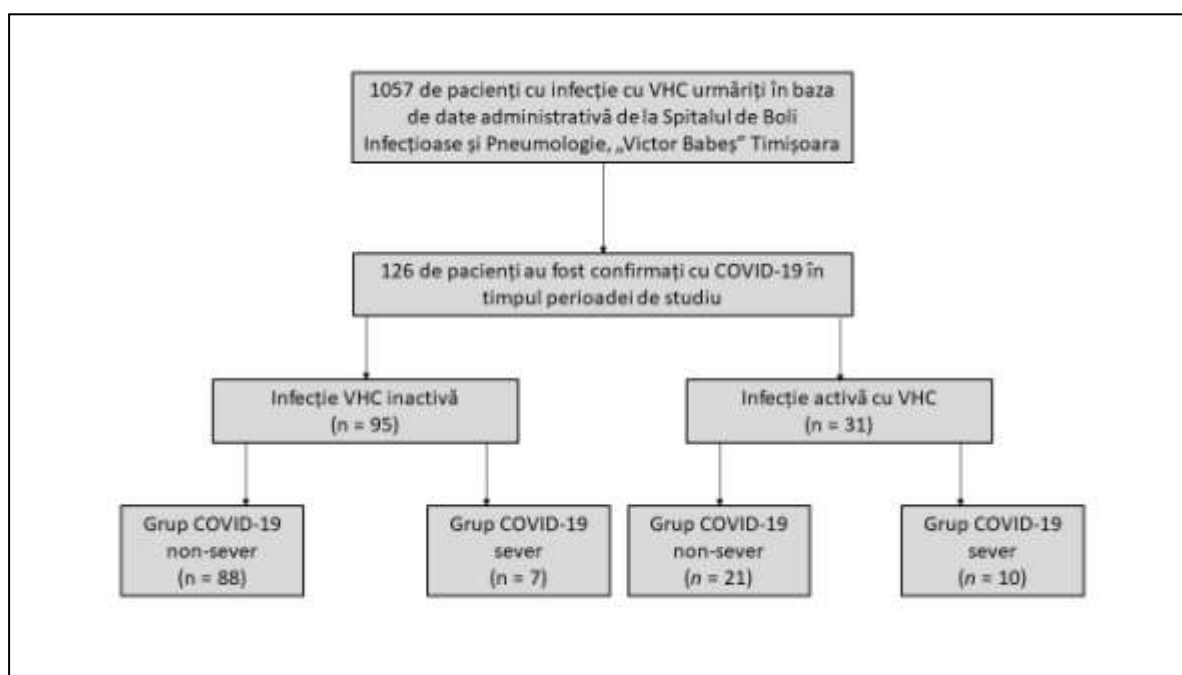 1057 de pacienți cu infecție cu VHC urmăriți în baza
de date administrativă de la Spitalul de Boli
Infecțioase și Pneumologie, „Victor Babeș” Timișoara
126 de pacienți au fost confirmați cu COVID-19 în
timpul perioadei de studiu
Infecție VHC inactivă
(n = 95)
Infecție activă cu VHC
(n = 31)
Grup COVID-19
non-sever
(n = 88)
Grup COVID-19
sever
(n = 7)
Grup COVID-19
non-sever
(n = 21)
Grup COVID-19
sever
(n = 10)